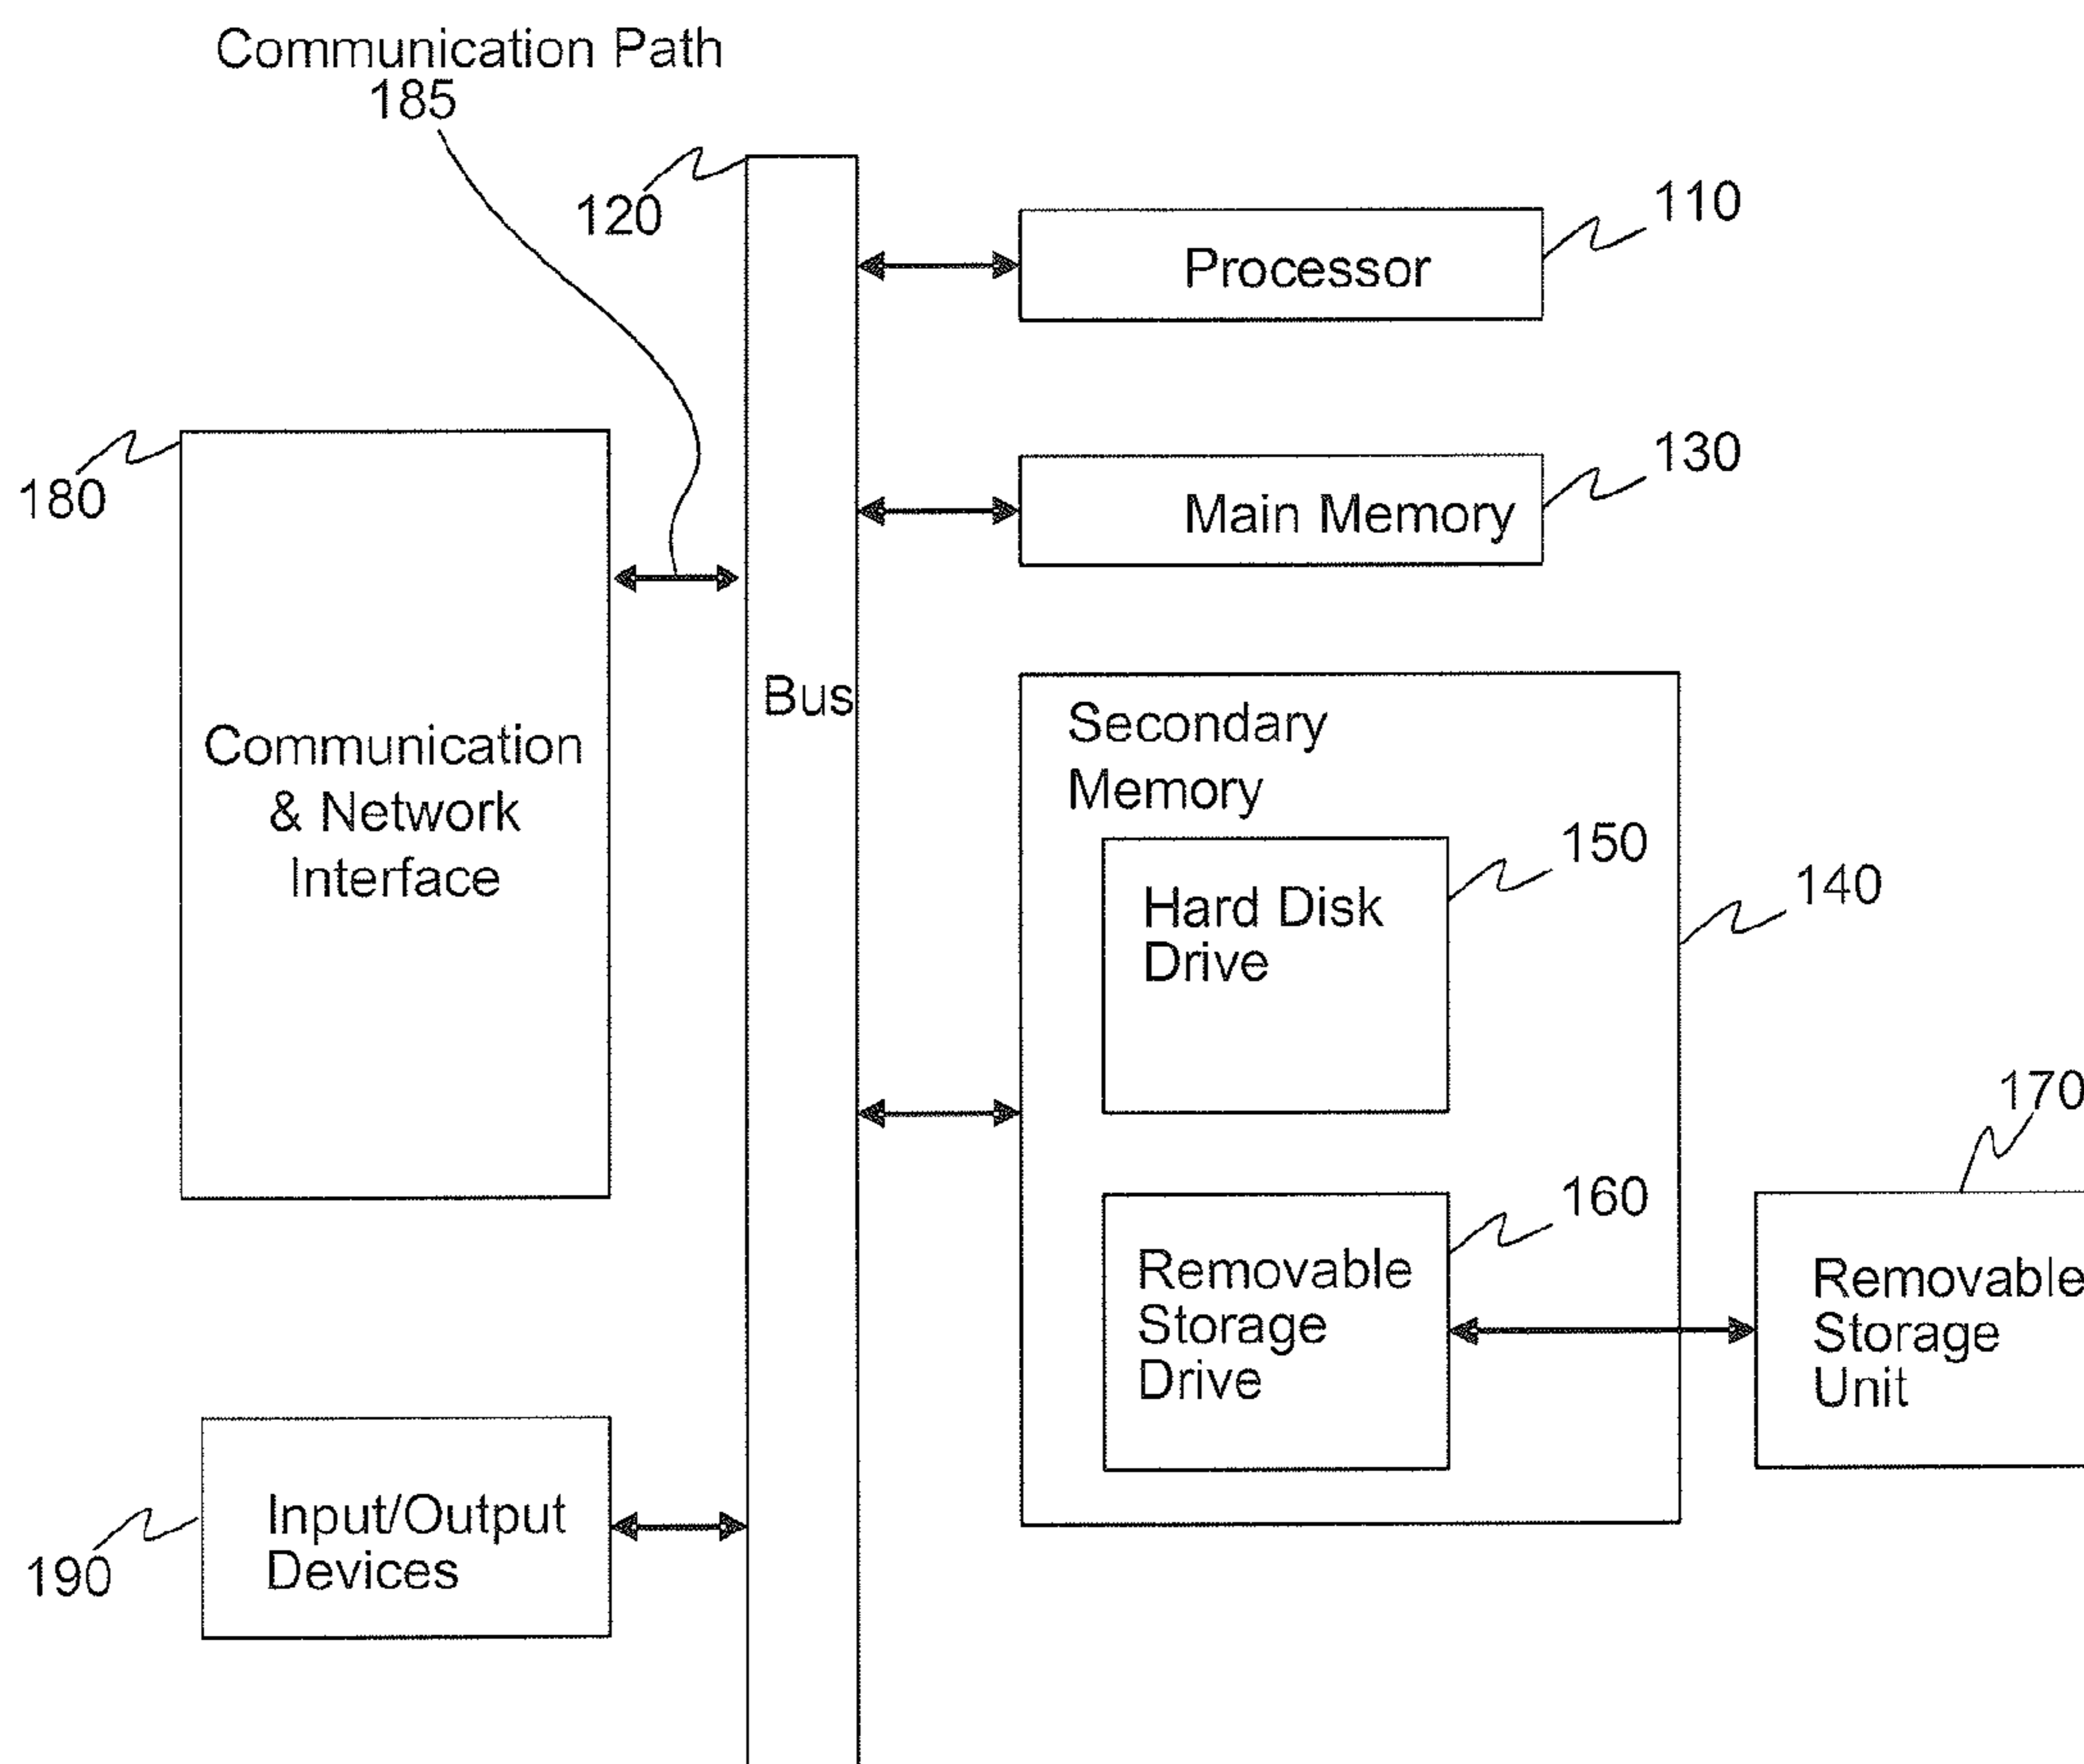 Communication Path
185
120
110
Processor
130
Main Memory
180
Bus
Communication
& Network
Interface
Secondary
Memory
150
Hard Disk
Drive
140
170
160
Removable
Storage
Drive
Removable
Storage
Unit
190
Input/Output
Devices